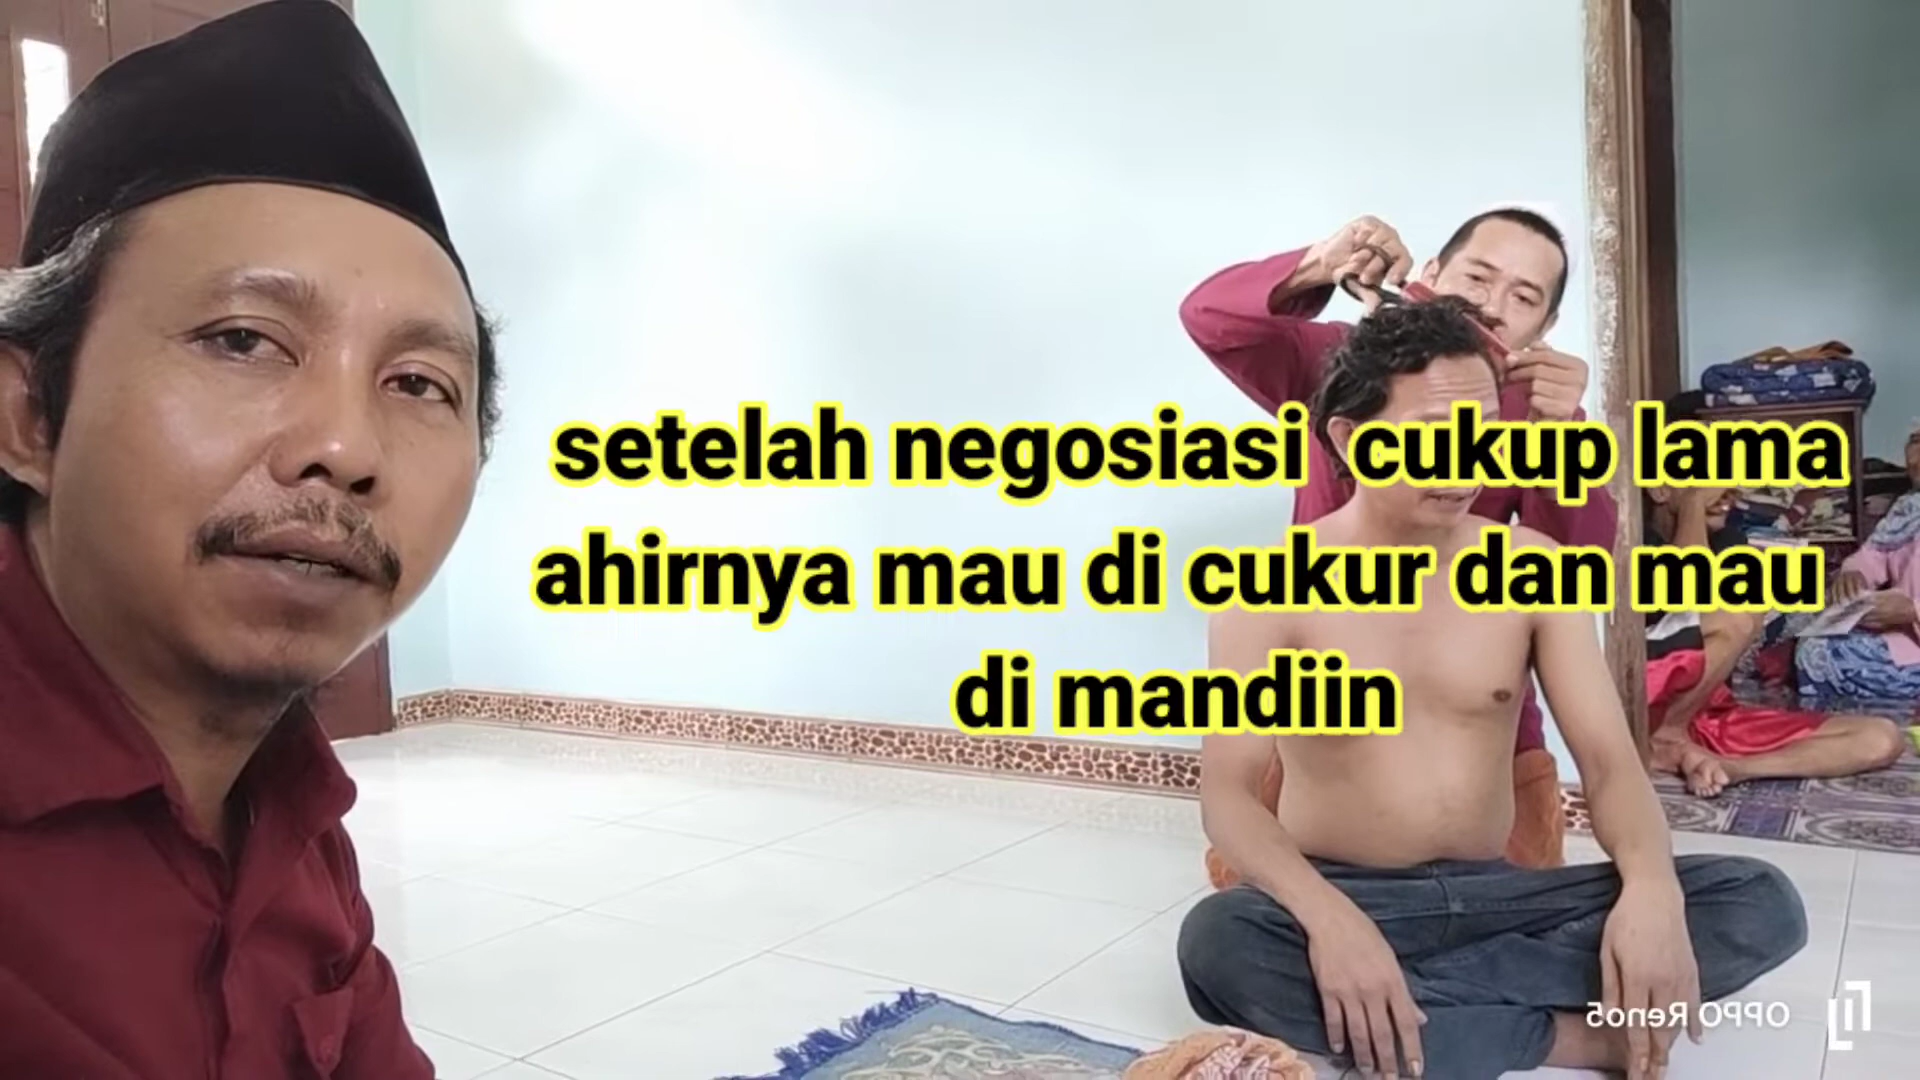 setelah negosiasi cukup lama
ahirnya mau di cukur dan mau
di mandiin
OPPO Reno5